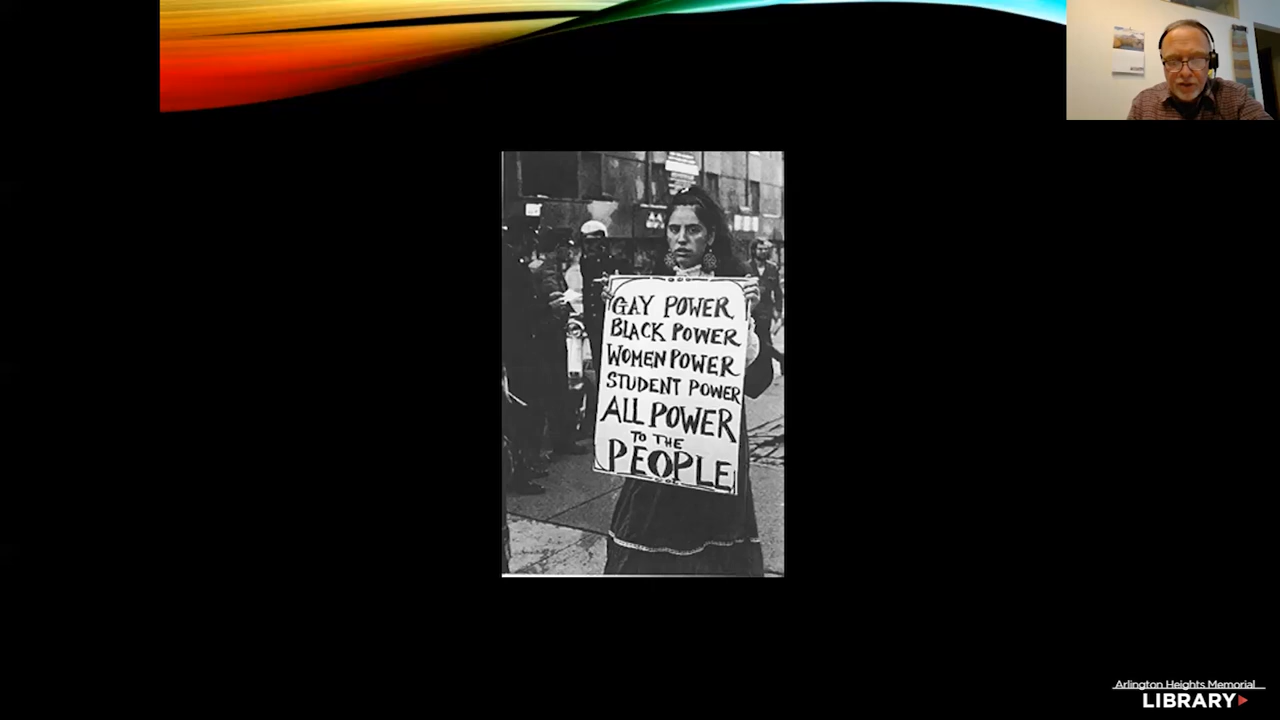 GAY POWER
BLACK POWER
WOMEN POWER
STUDENT POWER
ALL POWER
TO THE
PEOPLE
Arlington Heights Memorial
LIBRARY